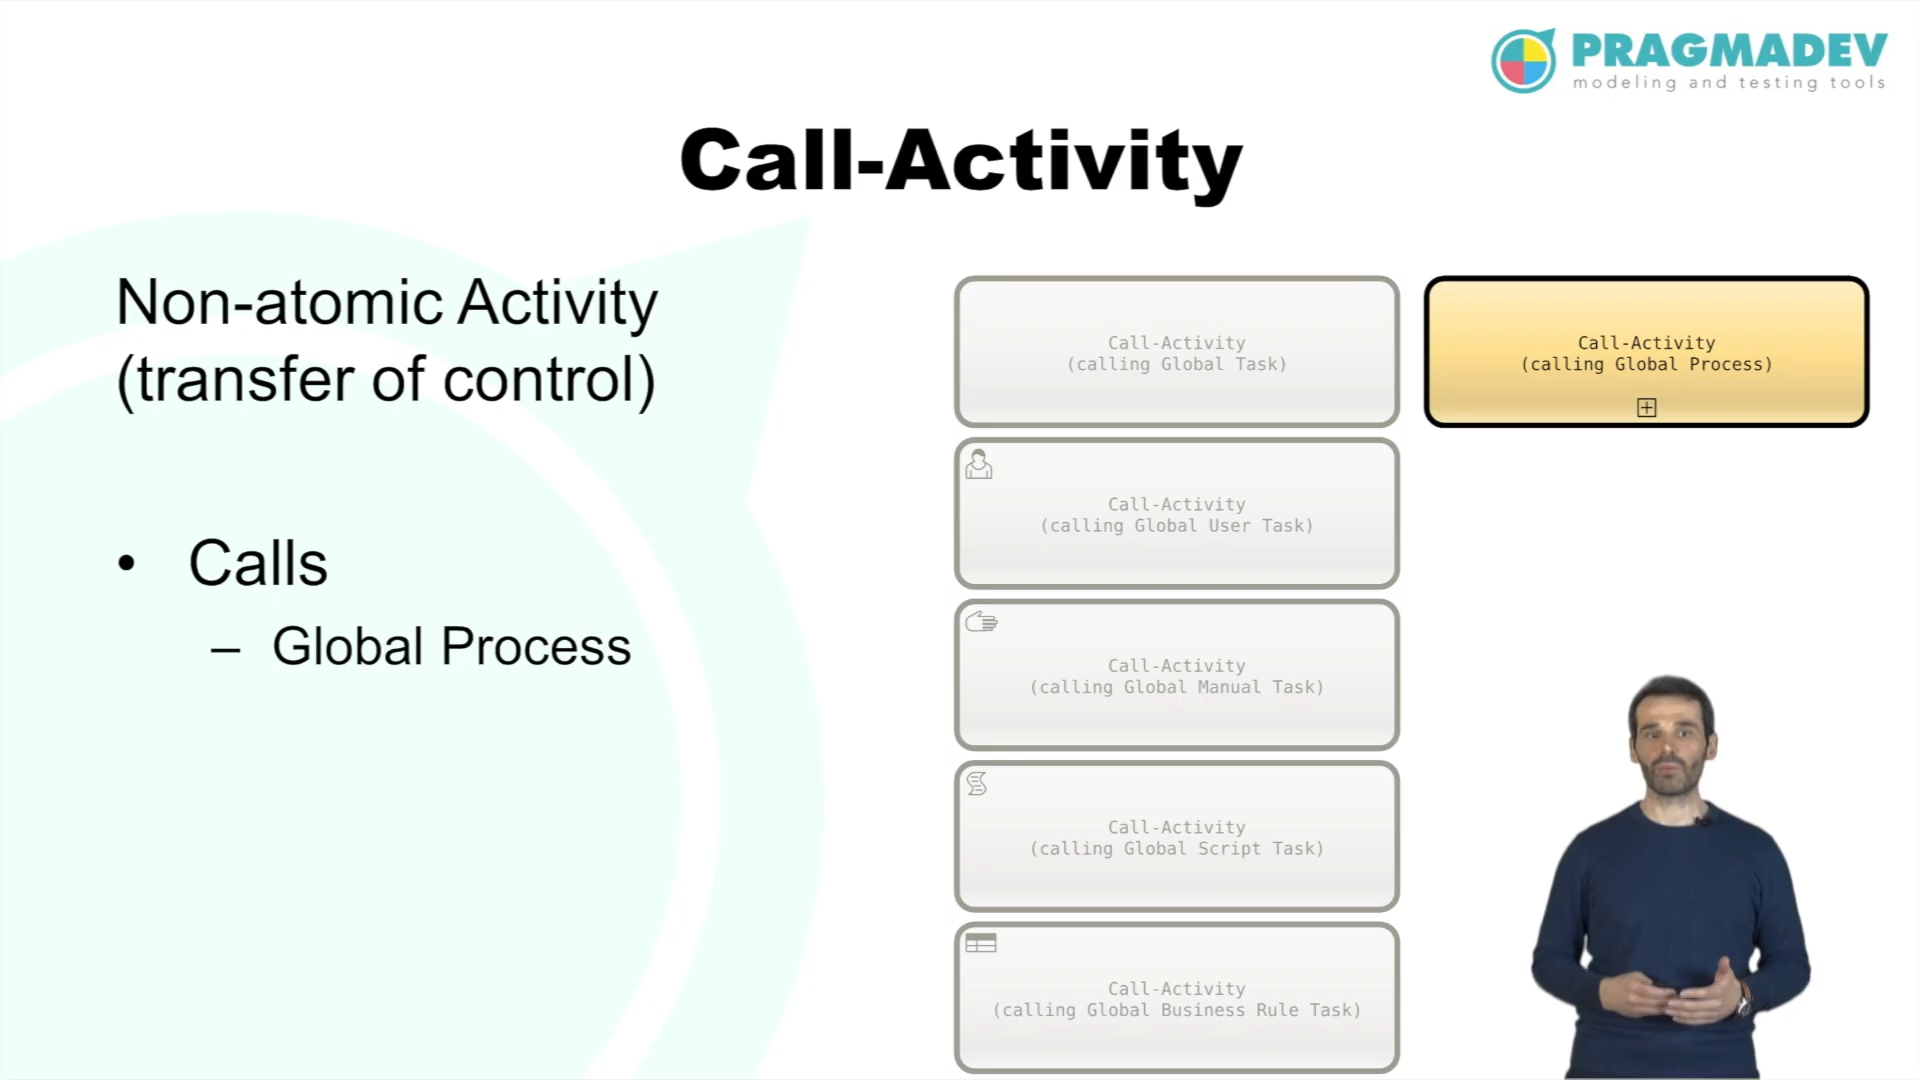 PRAGMADEV
modeling and testing tools
Call-Activity
Non-atomic Activity
(transfer of control)
• Calls
– Global Process
Call-Activity
(calling Global Task)
Call-Activity
(calling Global Process)
Call-Activity
(calling Global User Task)
Call-Activity
(calling Global Manual Task)
Call-Activity
(calling Global Script Task)
Call-Activity
(calling Global Business Rule Task)